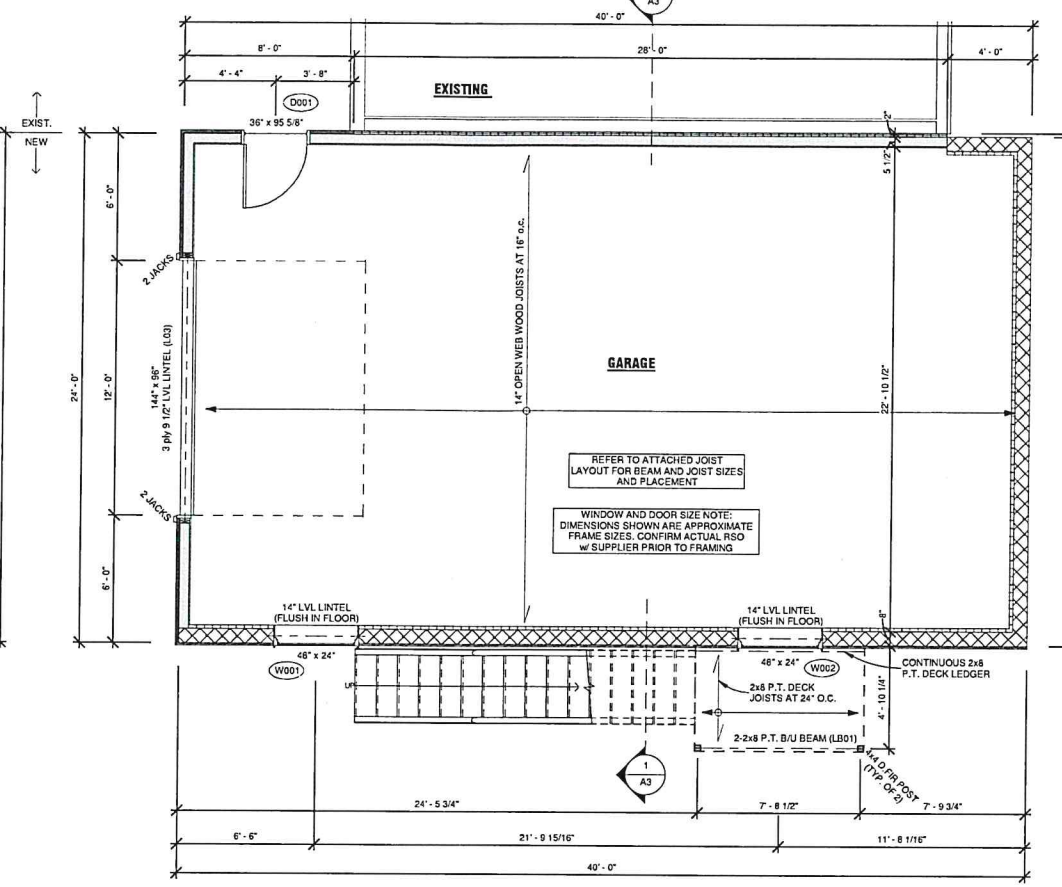 A3
40'-0"
8'-0"
28'-0"
4'-0"
4'-4"
3'-8"
EXISTING
D001
36" x 95 5/8"
EXIST.
NEW
2"
5 1/2"
6'-0"
2 JACKS
14" OPEN WEB WOOD JOISTS AT 16" o.c.
24'-0"
12'-0"
144" x 96"
3 ply 9 1/2" LVL LINTEL (L03)
GARAGE
22'-10 1/2"
REFER TO ATTACHED JOIST
LAYOUT FOR BEAM AND JOIST SIZES
AND PLACEMENT
2 JACKS
WINDOW AND DOOR SIZE NOTE:
DIMENSIONS SHOWN ARE APPROXIMATE
FRAME SIZES. CONFIRM ACTUAL RSO
w/ SUPPLIER PRIOR TO FRAMING
6'-0"
14" LVL LINTEL
(FLUSH IN FLOOR)
14" LVL LINTEL
(FLUSH IN FLOOR)
8"
48" x 24"
W001
48" x 24"
W002
CONTINUOUS 2x8
P.T. DECK LEDGER
UP
2x8 P.T. DECK
JOISTS AT 24" O.C.
4'-10 1/4"
2-2x8 P.T. B/U BEAM (LB01)
4x4 D.FIR POST
(TYP. OF 2)
1
A3
24'-5 3/4"
7'-8 1/2"
7'-9 3/4"
6'-6"
21'-9 15/16"
11'-8 1/16"
40'-0"